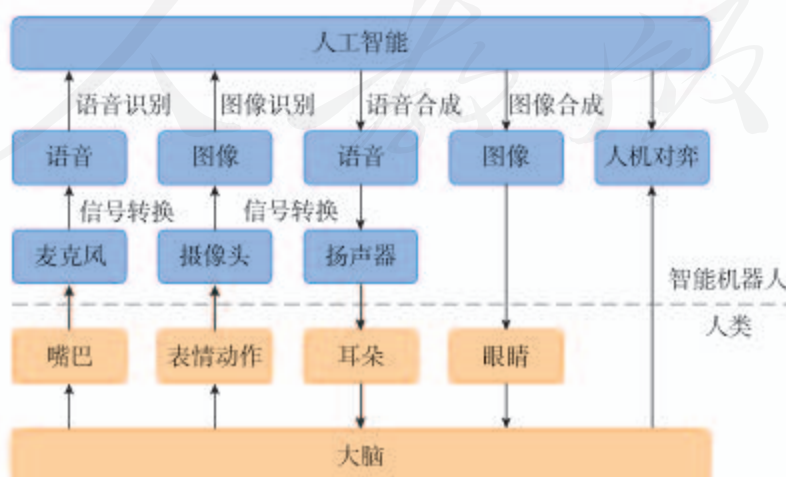 人工智能
语音识别 图像识别 语音合成 图像合成
语音 图像 语音 图像 人机对弈
信号转换 信号转换
麦克风 摄像头 扬声器
智能机器人
人类
嘴巴 表情动作 耳朵 眼睛
大脑
人教版